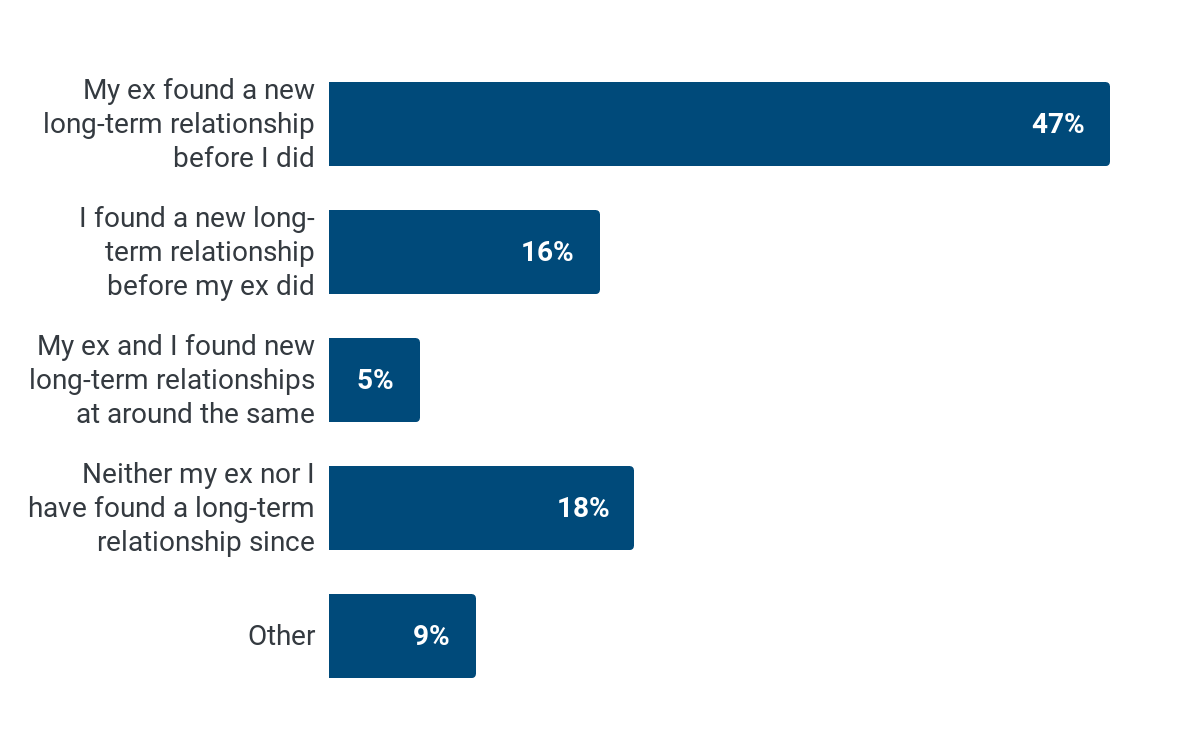 My ex found a new
long-term relationship
before I did
47%
I found a new long-
term relationship
before my ex did
16%
My ex and I found new
long-term relationships
at around the same
5%
Neither my ex nor I
have found a long-term
relationship since
18%
Other
9%